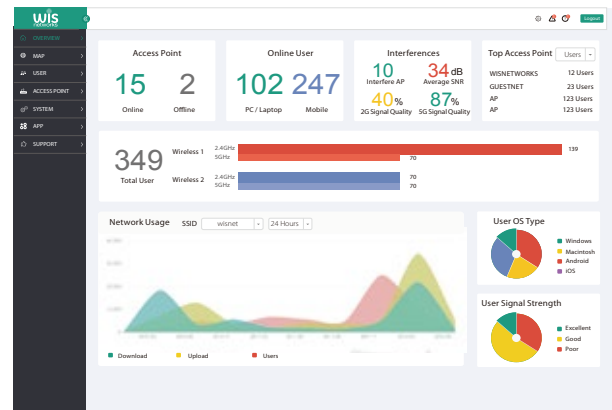 wis
networks
Logout
OVERVIEW
MAP
USER
ACCESS POINT
SYSTEM
APP
SUPPORT
Access Point
15 2
Online Offline
Online User
102 247
PC / Laptop Mobile
Interferences
10 34 dB
Interfere AP Average SNR
40% 87%
2G Signal Quality 5G Signal Quality
Top Access Point Users
WISNETWORKS 12 Users
GUESTNET 23 Users
AP 123 Users
AP 123 Users
349
Total User
Wireless 1 2.4GHz 139
5GHz 70
Wireless 2 2.4GHz 70
5GHz 70
Network Usage SSID wisnet 24 Hours
Download Upload Users
User OS Type
Windows
Macintosh
Android
iOS
User Signal Strength
Excellent
Good
Poor